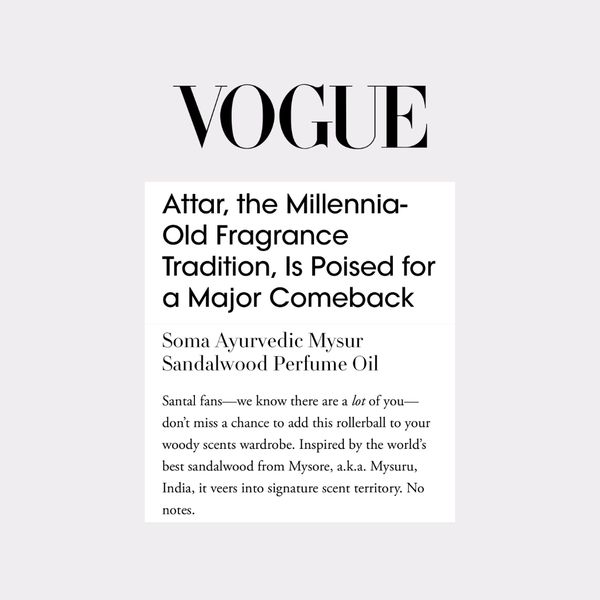 VOGUE
Attar, the Millennia-
Old Fragrance
Tradition, Is Poised for
a Major Comeback
Soma Ayurvedic Mysur
Sandalwood Perfume Oil
Santal fans—we know there are a lot of you—
don’t miss a chance to add this rollerball to your
woody scents wardrobe. Inspired by the world’s
best sandalwood from Mysore, a.k.a. Mysuru,
India, it veers into signature scent territory. No
notes.